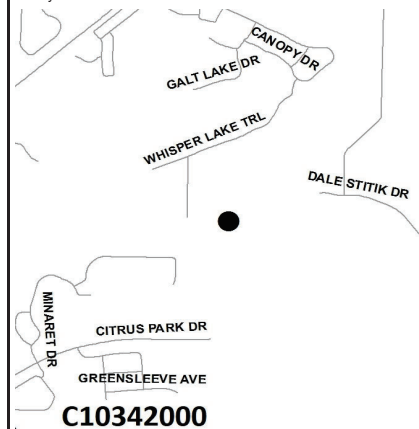 CANOPY DR
GALT LAKE DR
WHISPER LAKE TRL
DALE STITIK DR
MINARET DR
CITRUS PARK DR
GREENSLEEVE AVE
C10342000